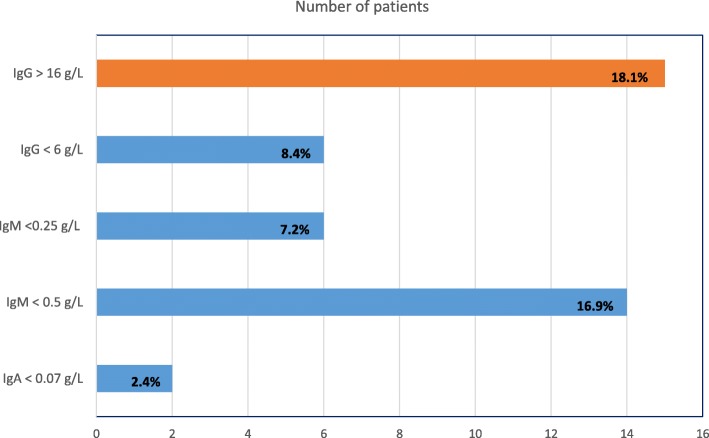 Number of patients
IgG > 16 g/L
18.1%
IgG < 6 g/L
8.4%
IgM <0.25 g/L
7.2%
IgM < 0.5 g/L
16.9%
IgA < 0.07 g/L
2.4%
0 2 4 6 8 10 12 14 16